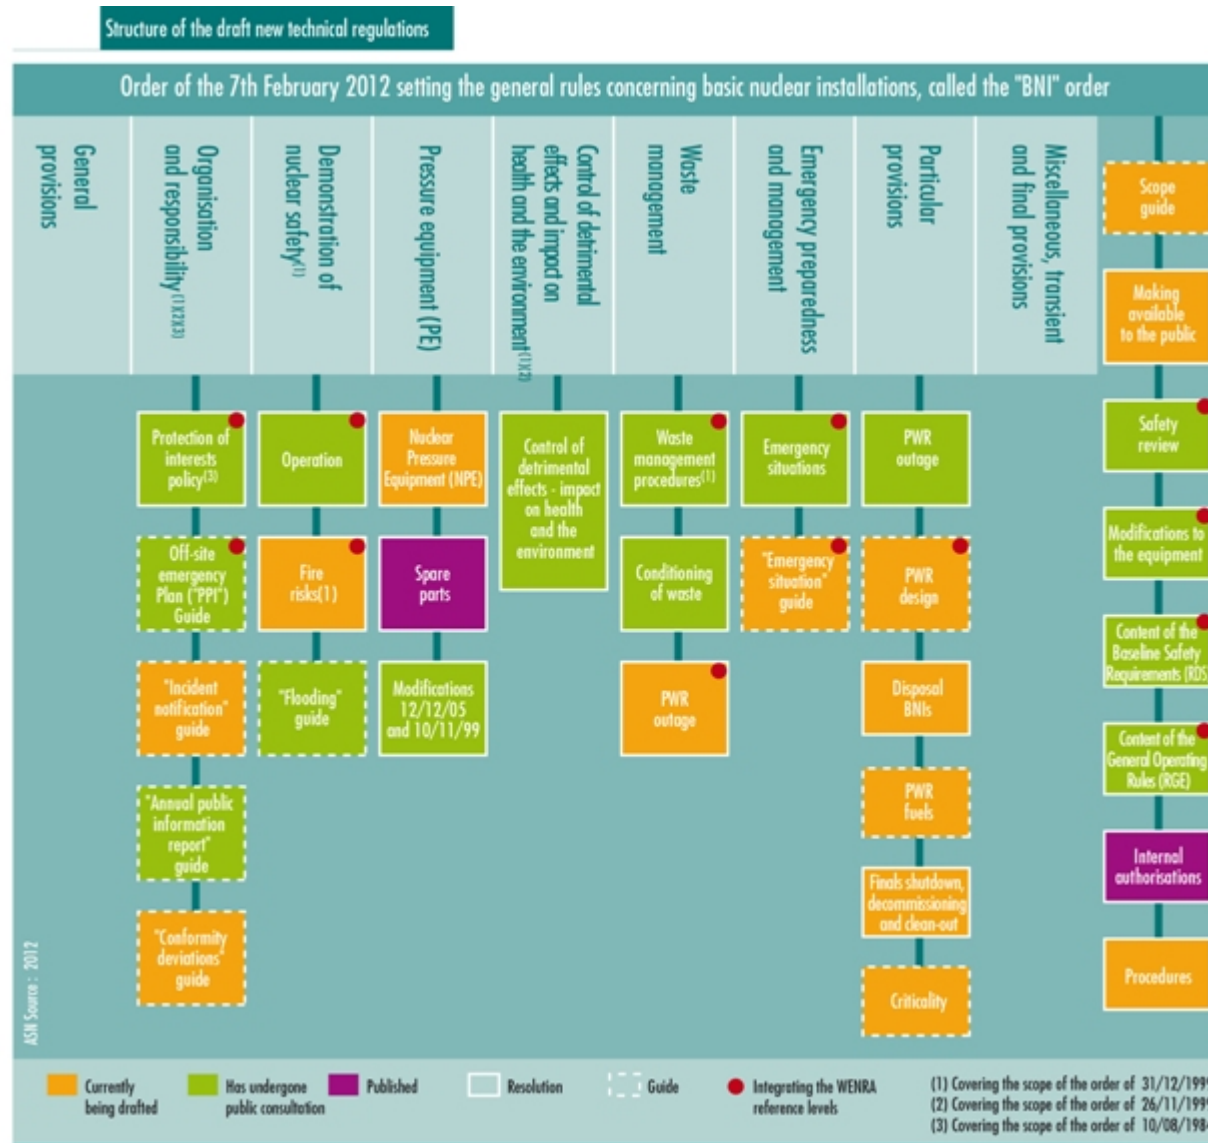 Structure of the draft new technical regulations
Order of the 7th February 2012 setting the general rules concerning basic nuclear installations, called the "BNI" order
General
provisions
Organisation
and responsibility (1)(2)(3)
Demonstration of
nuclear safety(1)
Pressure equipment (PE)
Control of detrimental
effects and impact on
health and the environment(1)(2)
Waste
management
Emergency preparedness
and management
Particular
provisions
Miscellaneous, transient
and final provisions
Protection of
interests
policy(3)
Off-site
emergency
Plan ("PPI")
Guide
"Incident
notification"
guide
"Annual public
information
report"
guide
"Conformity
deviations"
guide
Operation
Fire
risks(1)
"Flooding"
guide
Nuclear
Pressure
Equipment (NPE)
Spare
parts
Modifications
12/12/05
and 10/11/99
Control of
detrimental
effects - impact
on health
and the
environment
Waste
management
procedures(1)
Conditioning
of waste
PWR
outage
Emergency
situations
"Emergency
situation"
guide
PWR
outage
PWR
design
Disposal
BNIs
PWR
fuels
Finals shutdown,
decommissioning
and clean-out
Criticality
Scope
guide
Making
available
to the public
Safety
review
Modifications to
the equipment
Content of the
Baseline Safety
Requirements (RDS
Content of the
General Operating
Rules (RGE)
Internal
authorisations
Procedures
ASN Source : 2012
Currently
being drafted
Has undergone
public consultation
Published
Resolution
Guide
Integrating the WENRA
reference levels
(1) Covering the scope of the order of 31/12/1999
(2) Covering the scope of the order of 26/11/1999
(3) Covering the scope of the order of 10/08/1984